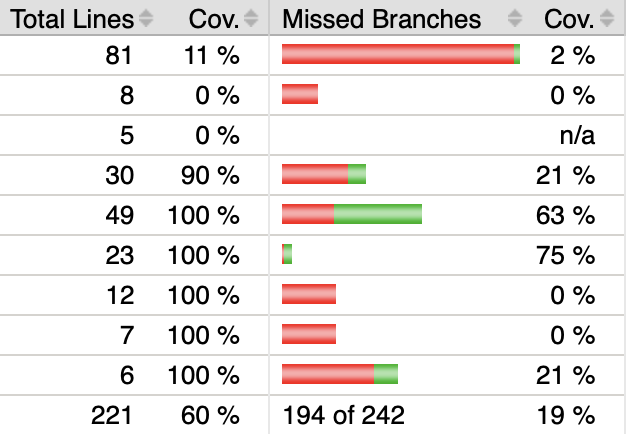 Total Lines Cov. Missed Branches Cov.
81 11 % 2 %
8 0 % 0 %
5 0 % n/a
30 90 % 21 %
49 100 % 63 %
23 100 % 75 %
12 100 % 0 %
7 100 % 0 %
6 100 % 21 %
221 60 % 194 of 242 19 %